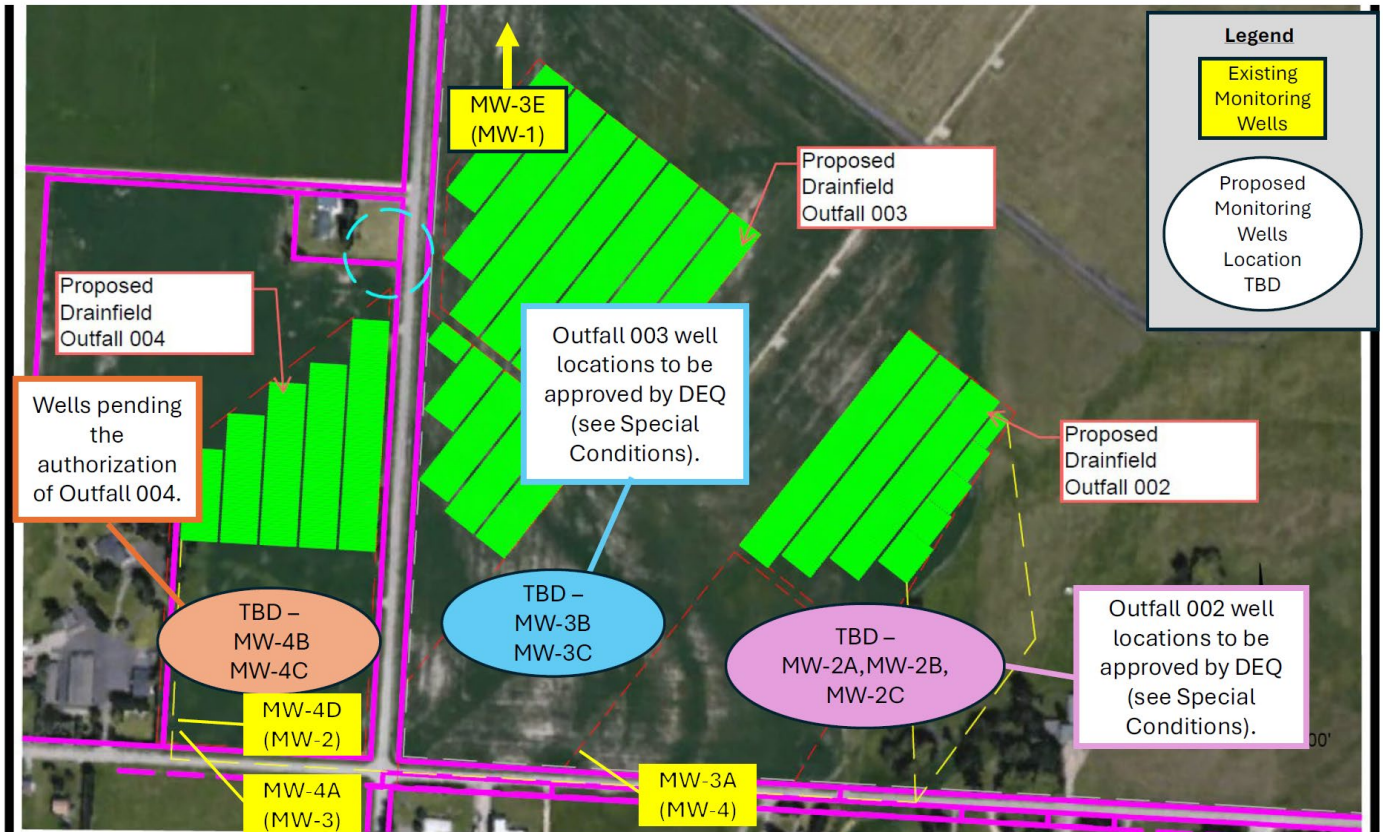 Legend
Existing
Monitoring
Wells
Proposed
Monitoring
Wells
Location
TBD
MW-3E
(MW-1)
Proposed
Drainfield
Outfall 003
Proposed
Drainfield
Outfall 004
Outfall 003 well
locations to be
approved by DEQ
(see Special
Conditions).
Wells pending
the
authorization
of Outfall 004.
Proposed
Drainfield
Outfall 002
TBD –
MW-4B
MW-4C
TBD –
MW-3B
MW-3C
TBD –
MW-2A,MW-2B,
MW-2C
Outfall 002 well
locations to be
approved by DEQ
(see Special
Conditions).
MW-4D
(MW-2)
MW-4A
(MW-3)
MW-3A
(MW-4)
00'